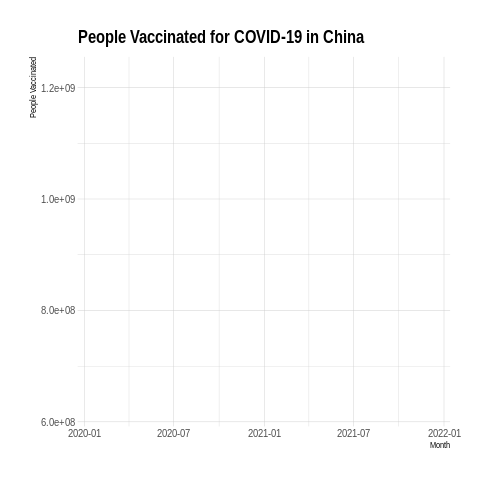 People Vaccinated for COVID-19 in China
People Vaccinated
1.2e+09
1.0e+09
8.0e+08
6.0e+08
2020-01 2020-07 2021-01 2021-07 2022-01
Month